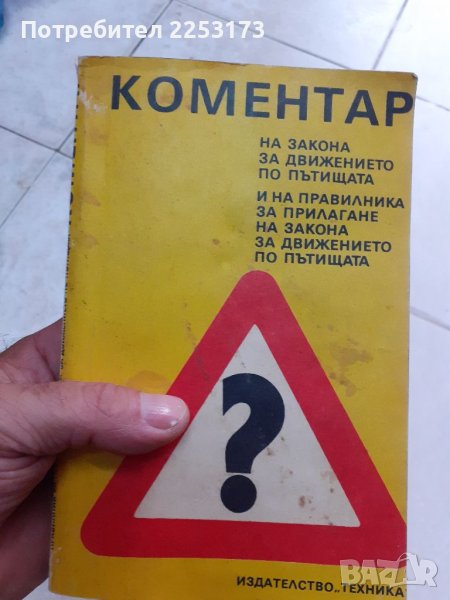 Потребител 2253173
КОМЕНТАР
НА ЗАКОНА
ЗА ДВИЖЕНИЕТО
ПО ПЪТИЩАТА
И НА ПРАВИЛНИКА
ЗА ПРИЛАГАНЕ
НА ЗАКОНА
ЗА ДВИЖЕНИЕТО
ПО ПЪТИЩАТА
?
ИЗДАТЕЛСТВО „ТЕХНИКА
BAZAR